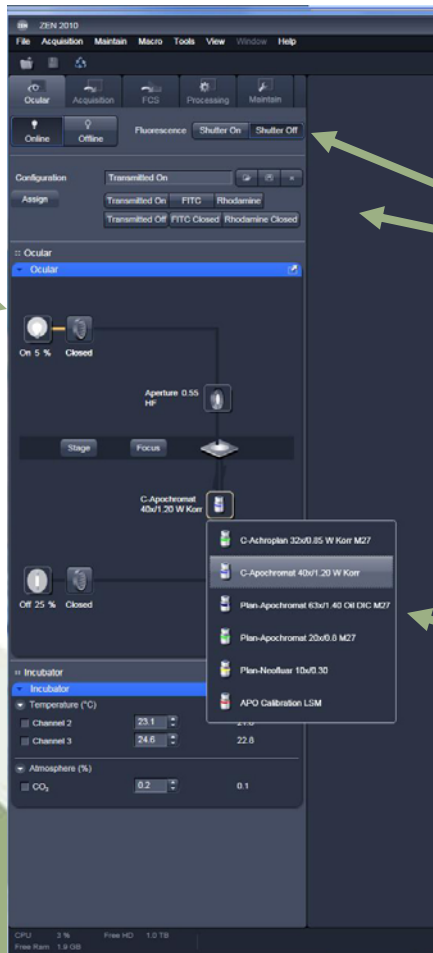 ZEN 2010
File Acquisition Maintain Macro Tools View Window Help
Ocular Acquisition FCS Processing Maintain
Online Offline Fluorescence Shutter On Shutter Off
Configuration Transmitted On
Assign Transmitted On FITC Rhodamine
Transmitted Off FITC Closed Rhodamine Closed
Ocular
Ocular
On 5 % Closed
Aperture 0.55
HF
Stage Focus
C-Apochromat
40x/1.20 W Korr
C-Achroplan 32x/0.85 W Korr M27
C-Apochromat 40x/1.20 W Korr
Plan-Apochromat 63x/1.40 Oil DIC M27
Plan-Apochromat 20x/0.8 M27
Plan-Neofluar 10x/0.30
APO Calibration LSM
Off 25 % Closed
Incubator
Incubator
Temperature (°C)
Channel 2 23.1
Channel 3 24.6 22.8
Atmosphere (%)
CO₂ 0.2 0.1
CPU 3 % Free HD 1.0 TB
Free Ram 1.9 GB